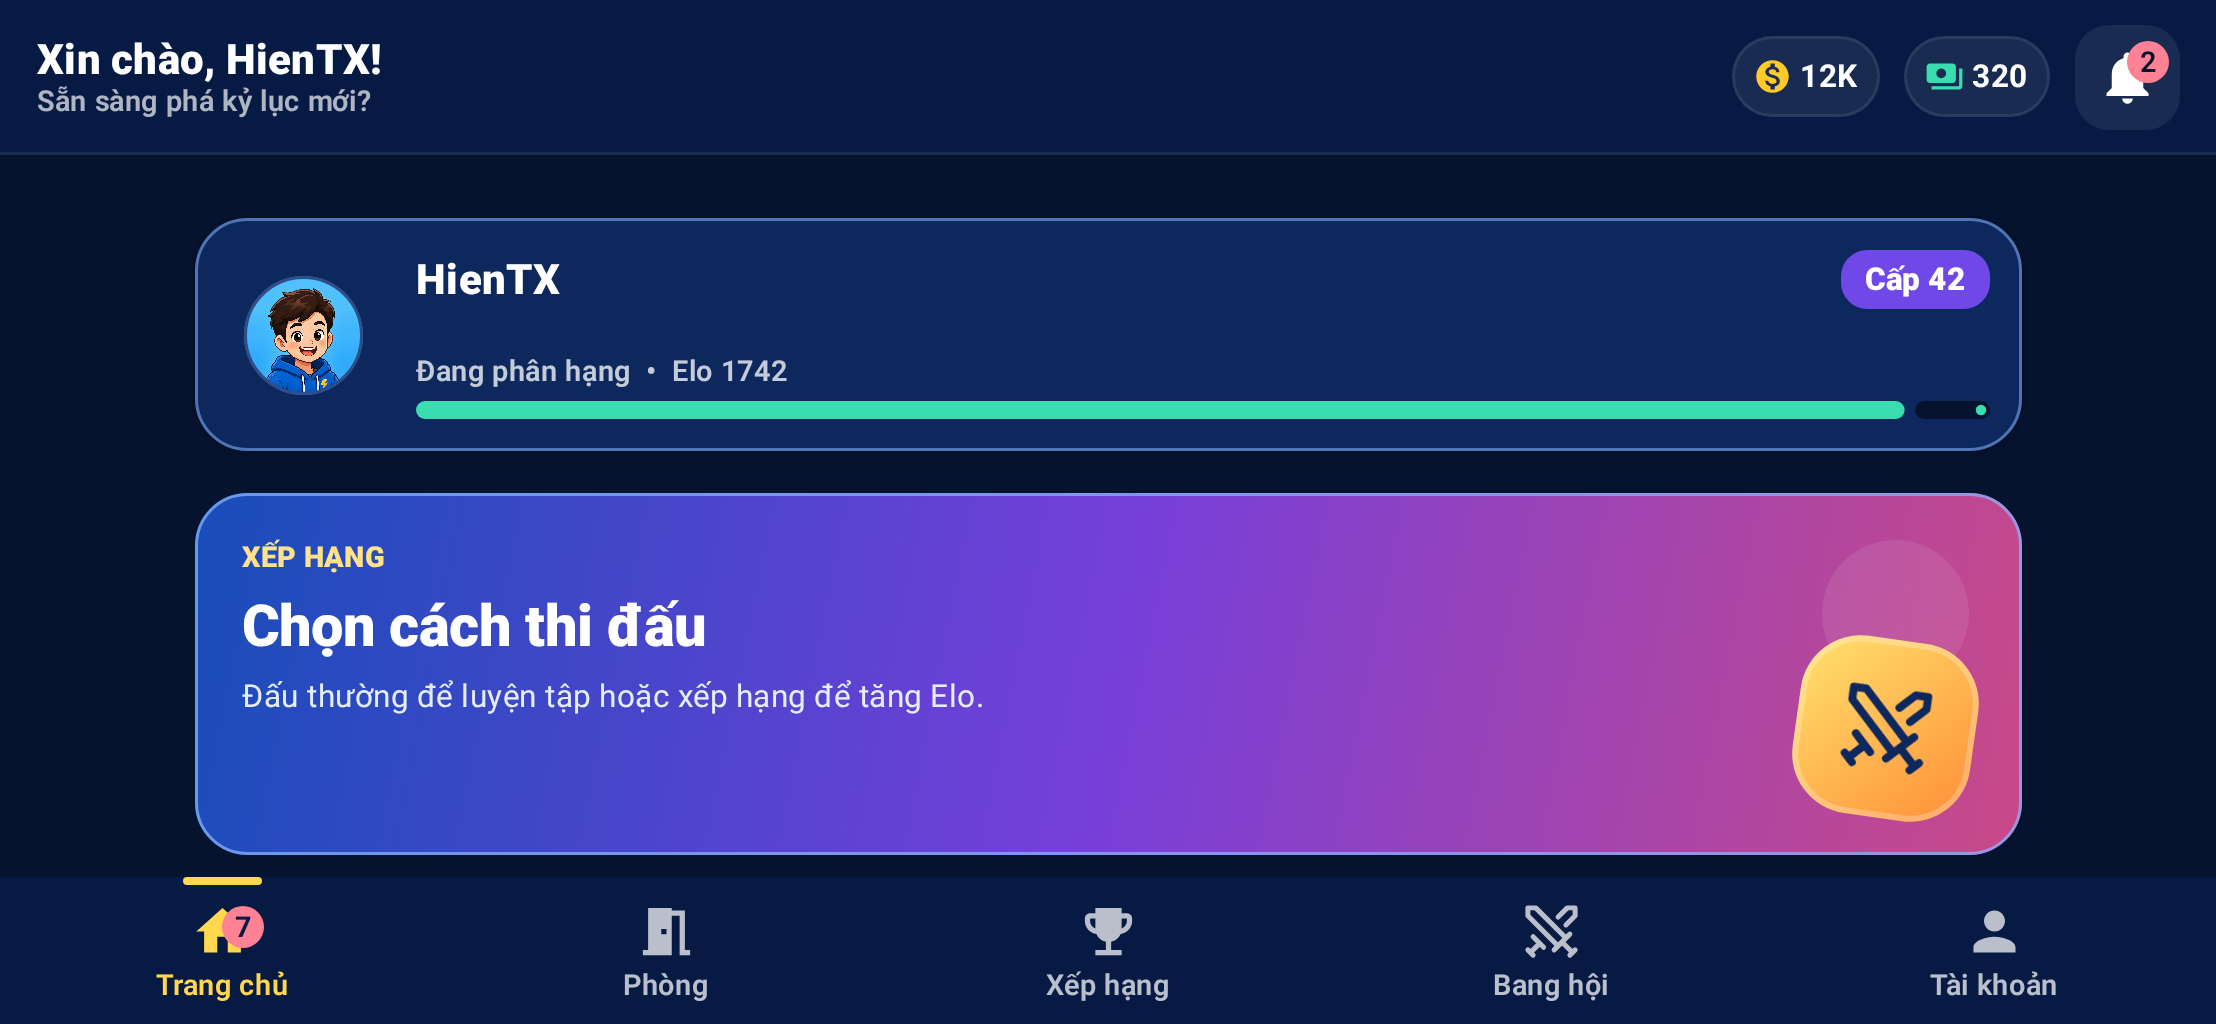 Xin chào, HienTX!
Sẵn sàng phá kỷ lục mới?
12K
320
2
HienTX
Cấp 42
Đang phân hạng • Elo 1742
XẾP HẠNG
Chọn cách thi đấu
Đấu thường để luyện tập hoặc xếp hạng để tăng Elo.
7
Trang chủ
Phòng
Xếp hạng
Bang hội
Tài khoản